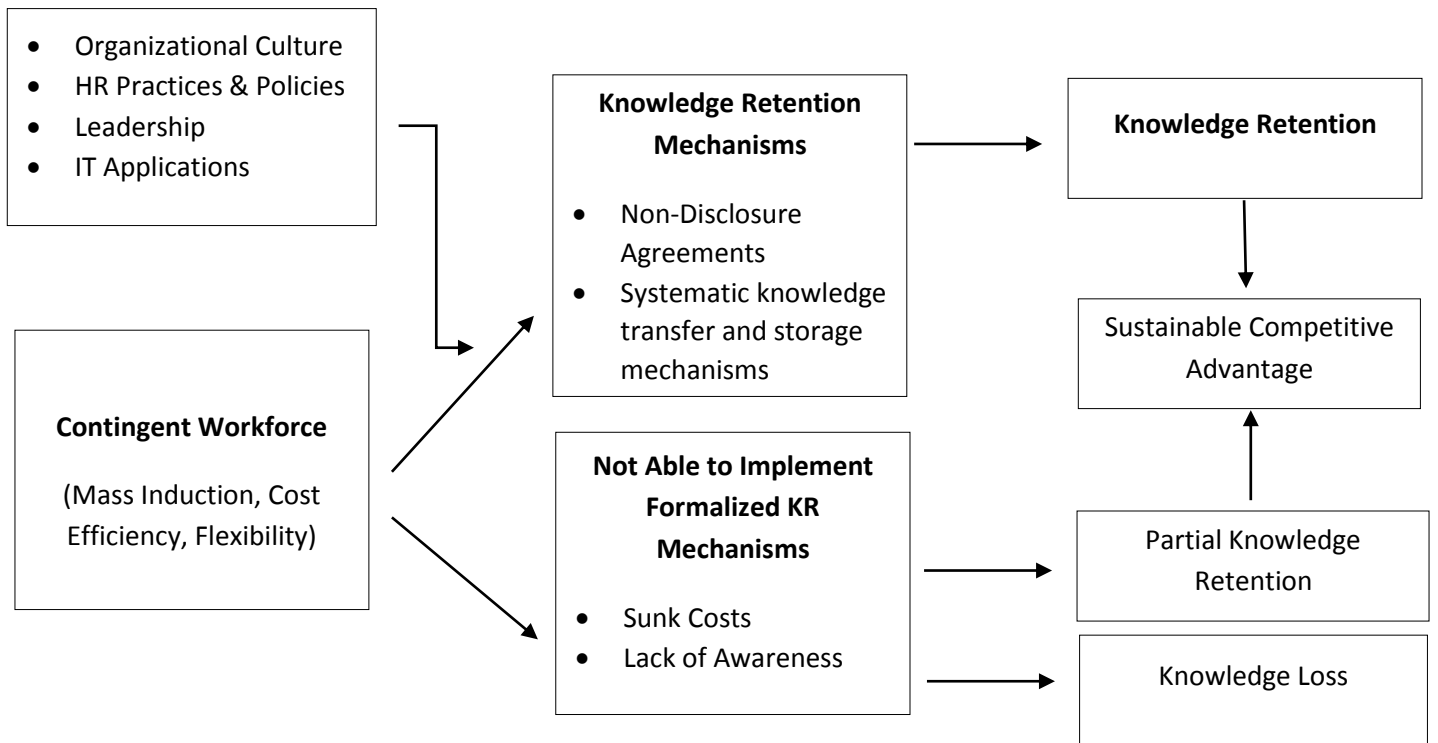 • Organizational Culture
• HR Practices & Policies
• Leadership
• IT Applications
Contingent Workforce
(Mass Induction, Cost
Efficiency, Flexibility)
Knowledge Retention
Mechanisms
• Non-Disclosure
Agreements
• Systematic knowledge
transfer and storage
mechanisms
Not Able to Implement
Formalized KR
Mechanisms
• Sunk Costs
• Lack of Awareness
Knowledge Retention
Sustainable Competitive
Advantage
Partial Knowledge
Retention
Knowledge Loss